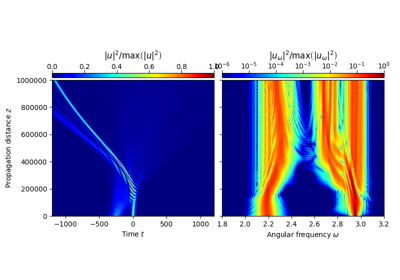 |u|²/max(|u|²)
0.0 0.2 0.4 0.6 0.8 1.0
|u_ω|²/max(|u_ω|²)
10⁻⁶ 10⁻⁵ 10⁻⁴ 10⁻³ 10⁻² 10⁻¹ 10⁰
Propagation distance z
1000000
800000
600000
400000
200000
0
−1000 −500 0 500 1000
Time t
1.8 2.0 2.2 2.4 2.6 2.8 3.0 3.2
Angular frequency ω